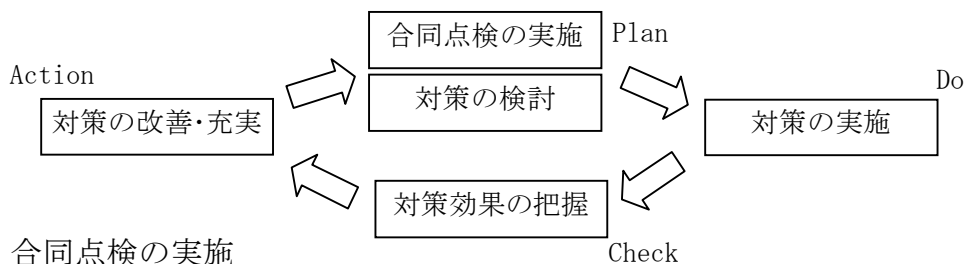 合同点検の実施 Plan
Action
対策の検討
Do
対策の改善・充実
対策の実施
対策効果の把握
合同点検の実施
Check